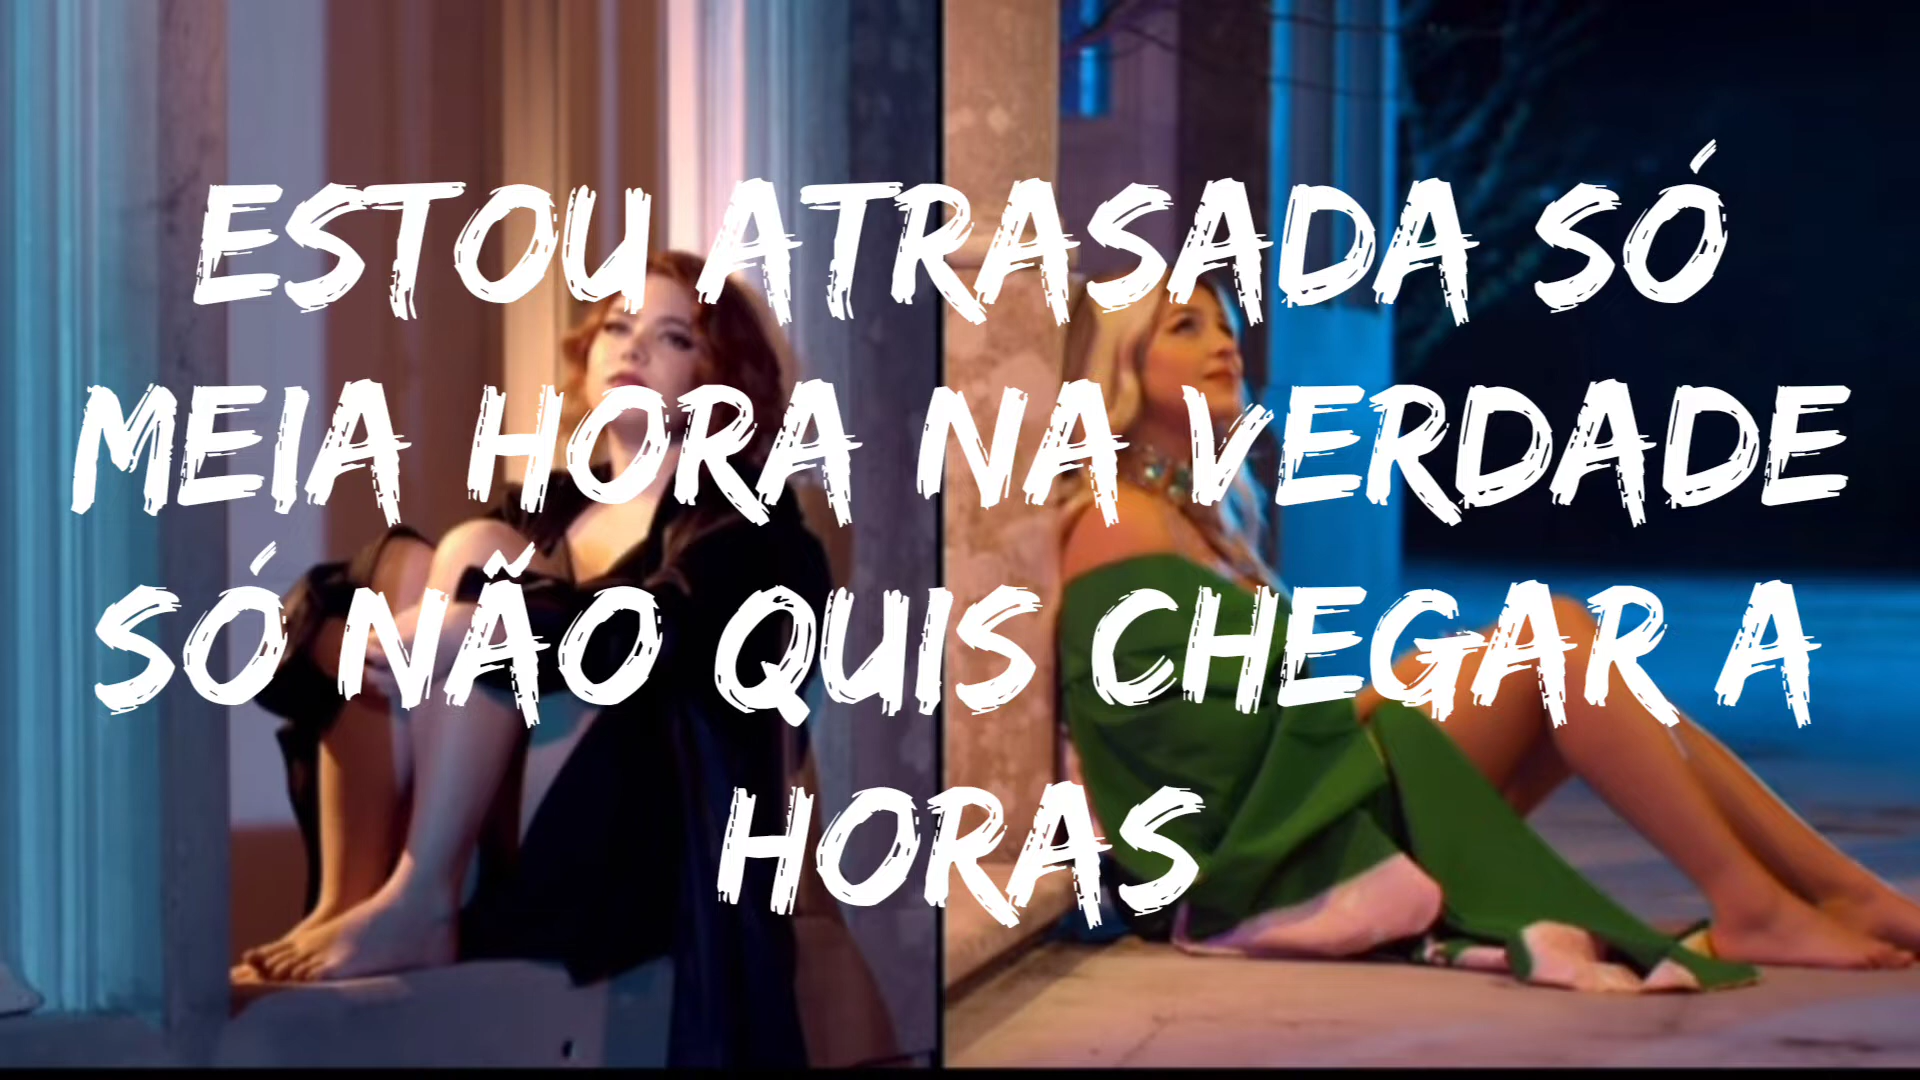 ESTOU ATRASADA SÓ
MEIA HORA NA VERDADE
SÓ NÃO QUIS CHEGAR A
HORAS